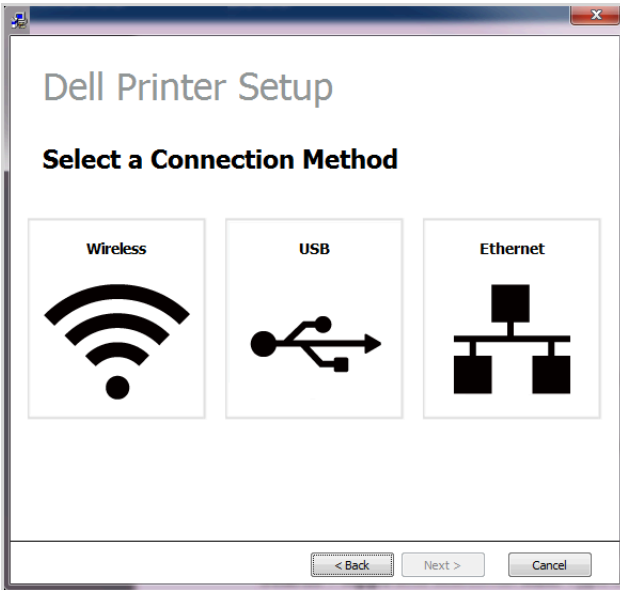 X
Dell Printer Setup
Select a Connection Method
Wireless
USB
Ethernet
< Back
Next >
Cancel